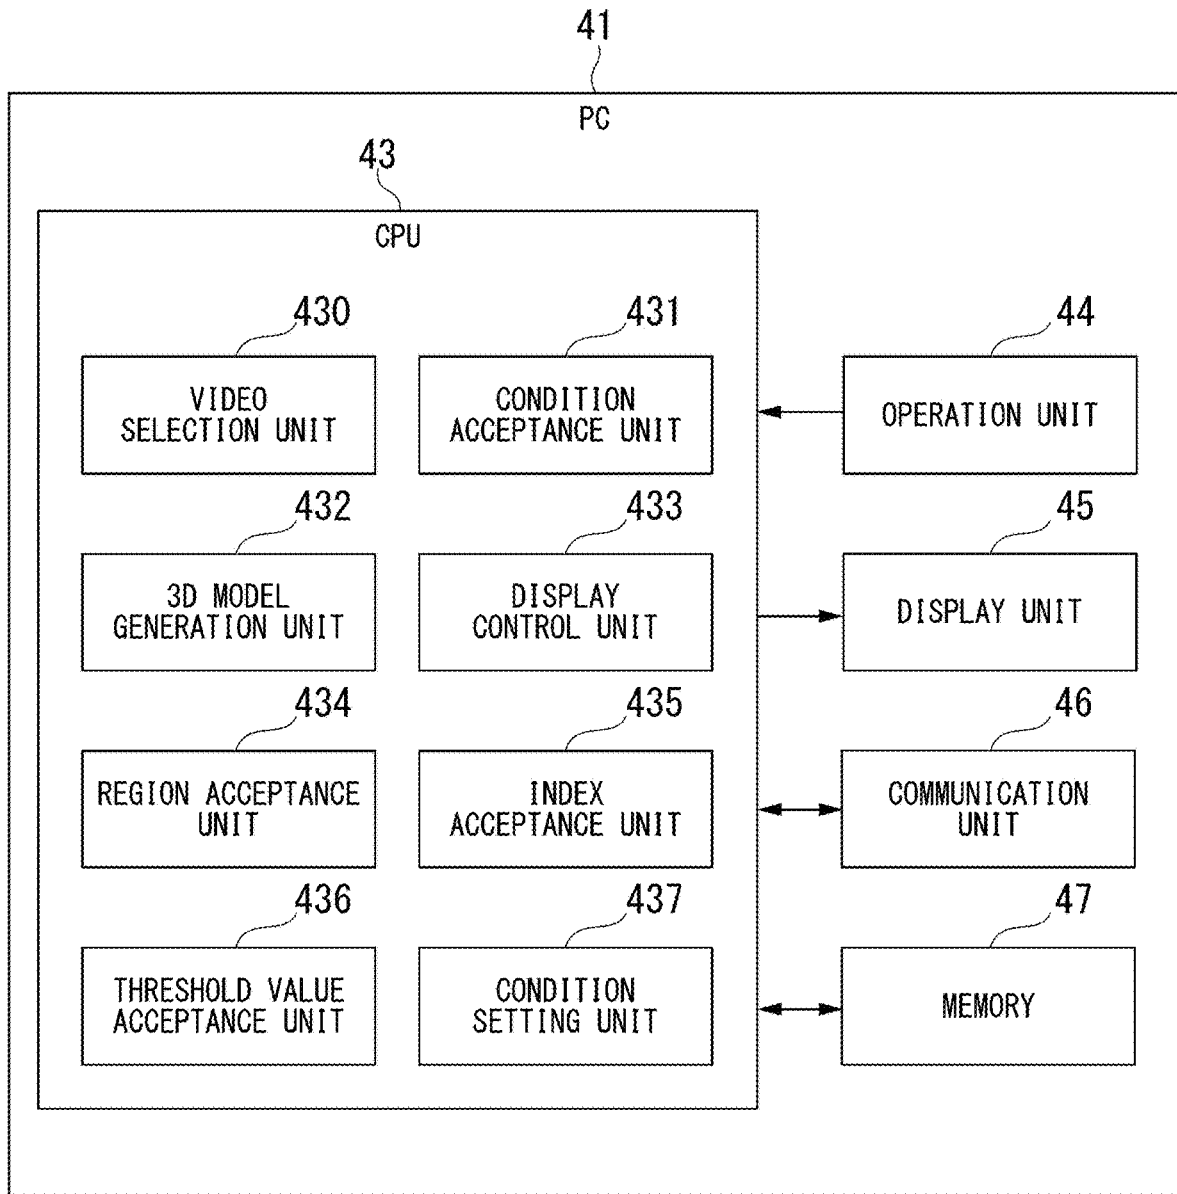 41
PC
43
CPU
430
431
44
VIDEO
SELECTION UNIT
CONDITION
ACCEPTANCE UNIT
OPERATION UNIT
432
433
45
3D MODEL
GENERATION UNIT
DISPLAY
CONTROL UNIT
DISPLAY UNIT
434
435
46
REGION ACCEPTANCE
UNIT
INDEX
ACCEPTANCE UNIT
COMMUNICATION
UNIT
436
437
47
THRESHOLD VALUE
ACCEPTANCE UNIT
CONDITION
SETTING UNIT
MEMORY